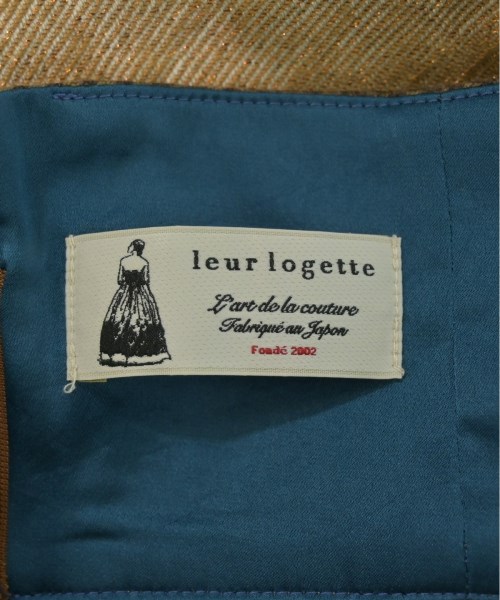 leur logette
L'art de la couture
Fabriqué au Japon
Fondé 2002